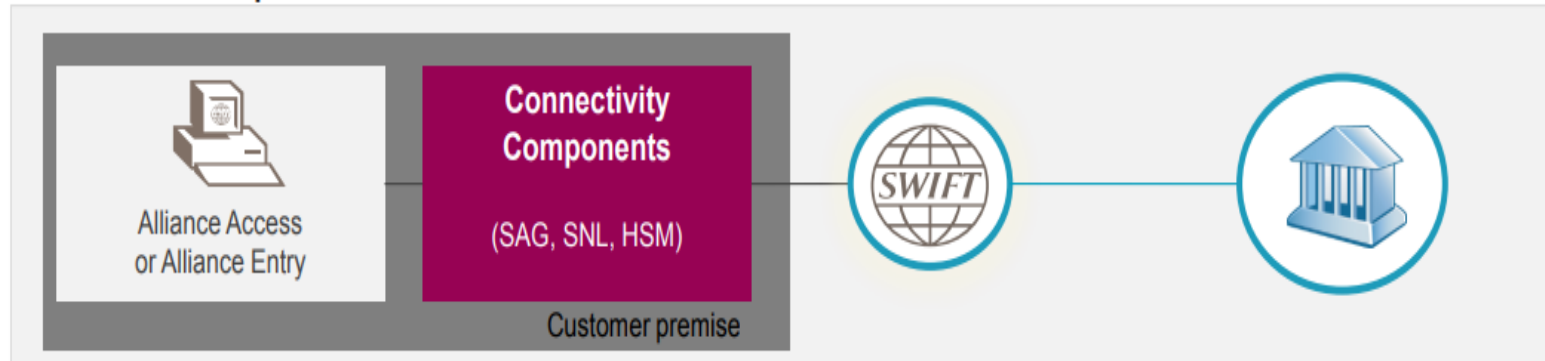 Alliance Access
or Alliance Entry
Connectivity
Components
(SAG, SNL, HSM)
Customer premise
SWIFT